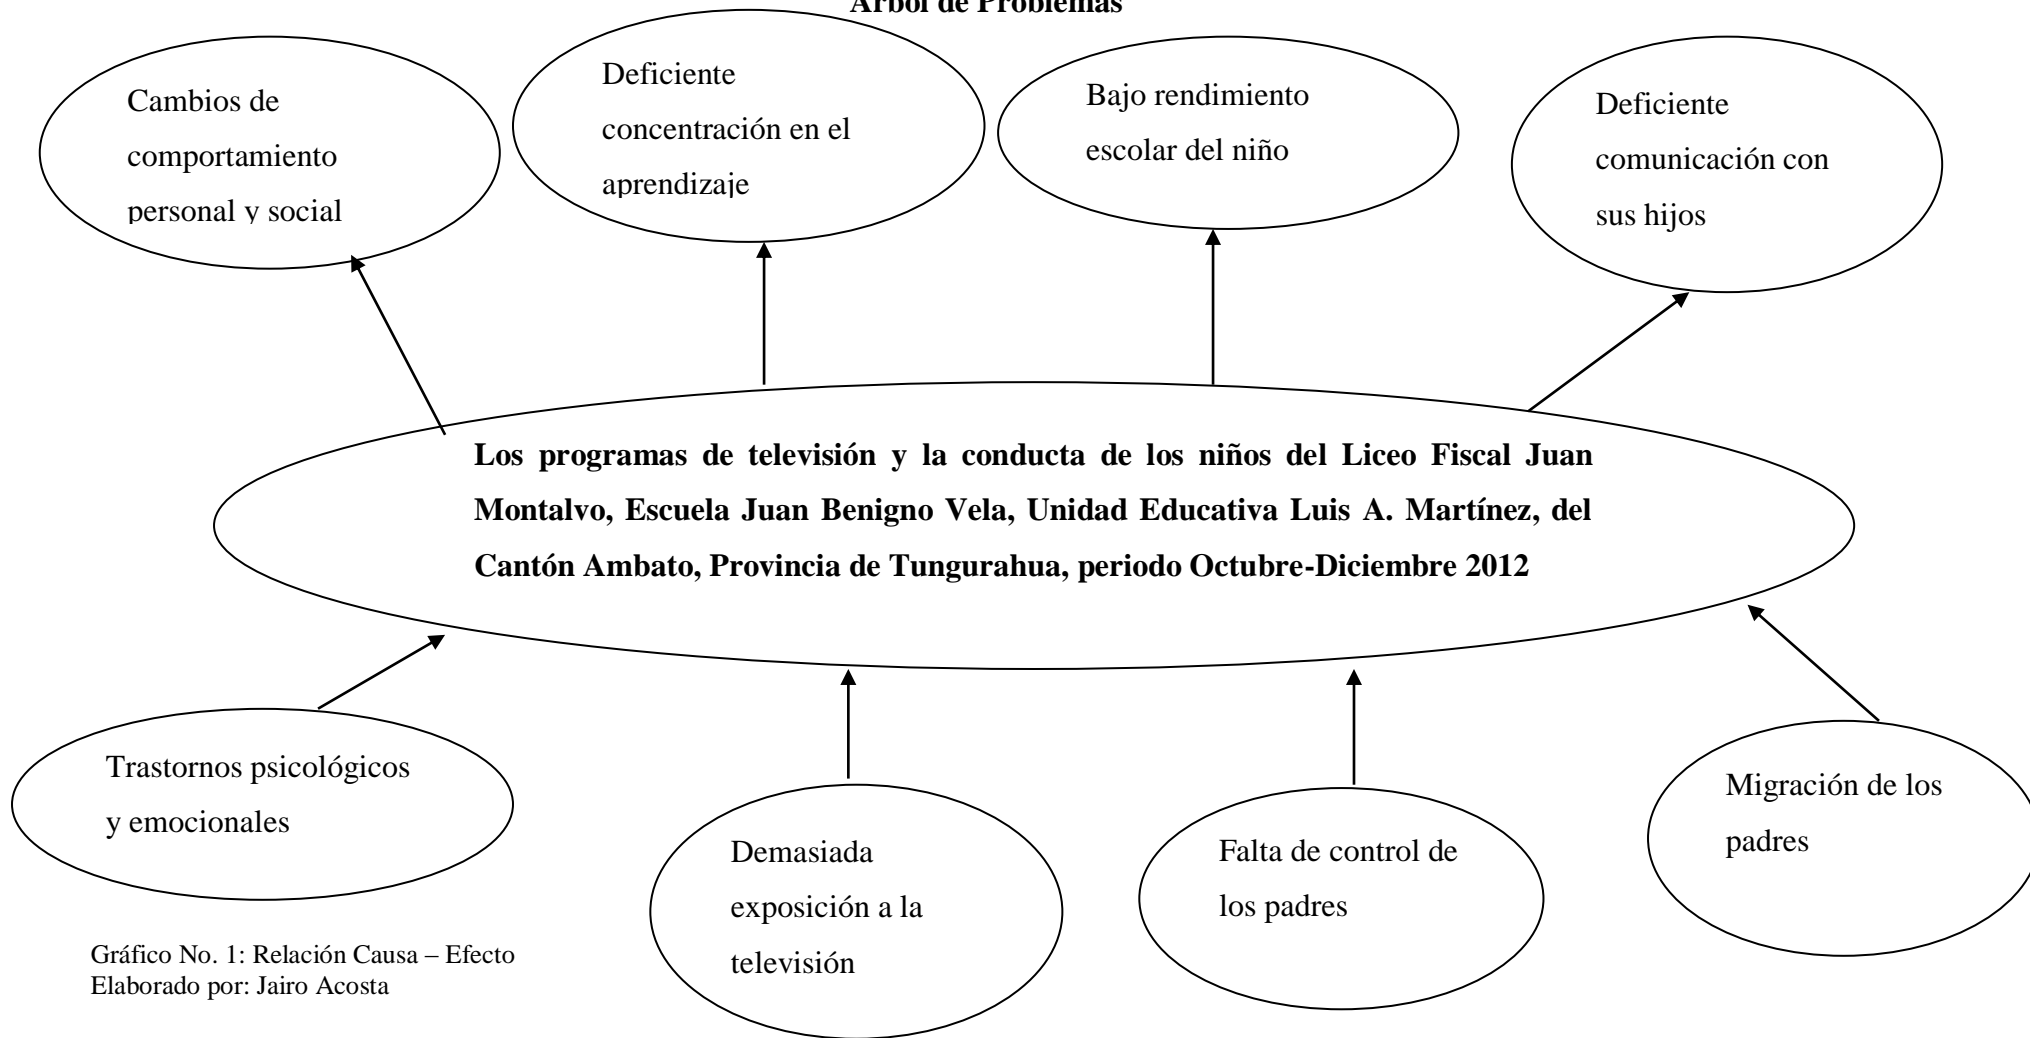 Árbol de Problemas
Cambios de
comportamiento
personal y social
Deficiente
concentración en el
aprendizaje
Bajo rendimiento
escolar del niño
Deficiente
comunicación con
sus hijos
Los programas de televisión y la conducta de los niños del Liceo Fiscal Juan
Montalvo, Escuela Juan Benigno Vela, Unidad Educativa Luis A. Martínez, del
Cantón Ambato, Provincia de Tungurahua, periodo Octubre-Diciembre 2012
Trastornos psicológicos
y emocionales
Demasiada
exposición a la
televisión
Falta de control de
los padres
Migración de los
padres
Gráfico No. 1: Relación Causa – Efecto
Elaborado por: Jairo Acosta